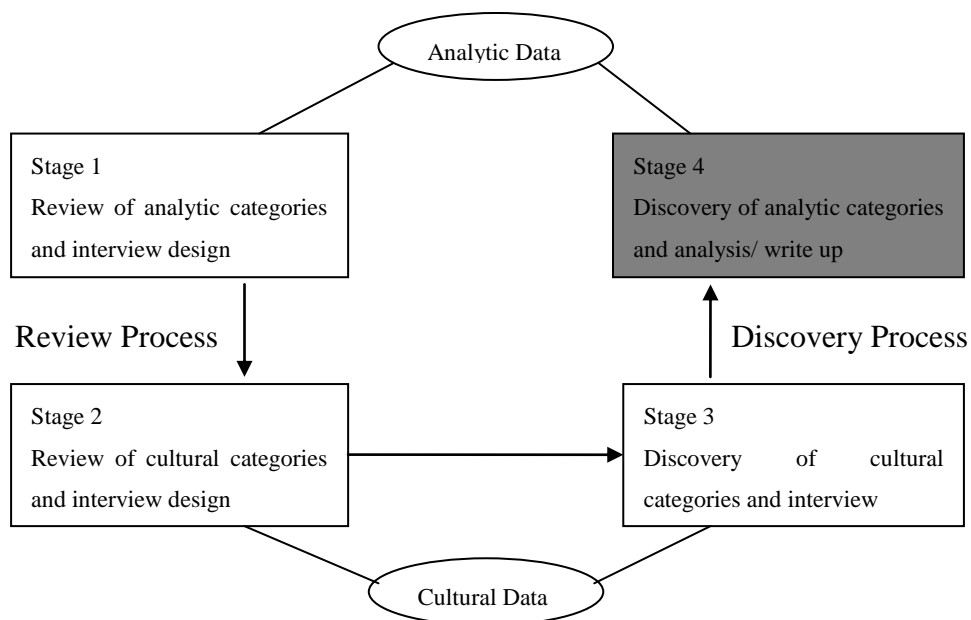 Analytic Data
Stage 1
Review of analytic categories
and interview design
Stage 4
Discovery of analytic categories
and analysis/ write up
Review Process
Discovery Process
Stage 2
Review of cultural categories
and interview design
Stage 3
Discovery of cultural
categories and interview
Cultural Data